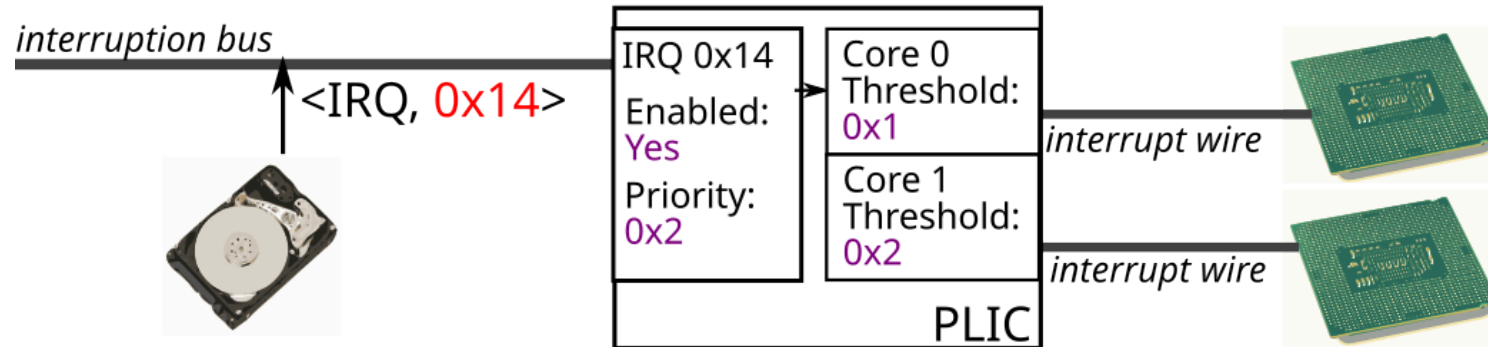 interruption bus
<IRQ, 0x14>
IRQ 0x14
Enabled:
Yes
Priority:
0x2
Core 0
Threshold:
0x1
Core 1
Threshold:
0x2
PLIC
interrupt wire
interrupt wire